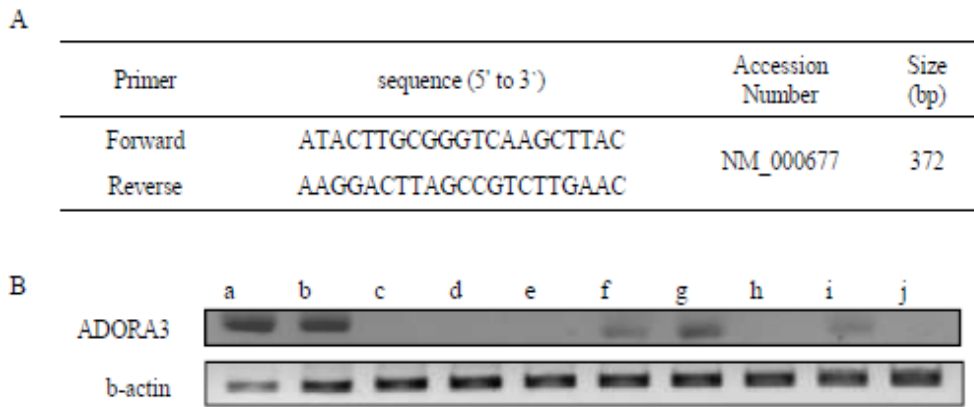 A
Primer sequence (5' to 3`) Accession Number Size (bp)
Forward ATACTTGCGGGTCAAGCTTAC NM_000677 372
Reverse AAGGACTTAGCCGTCTTGAAC
B
a b c d e f g h i j
ADORA3
b-actin